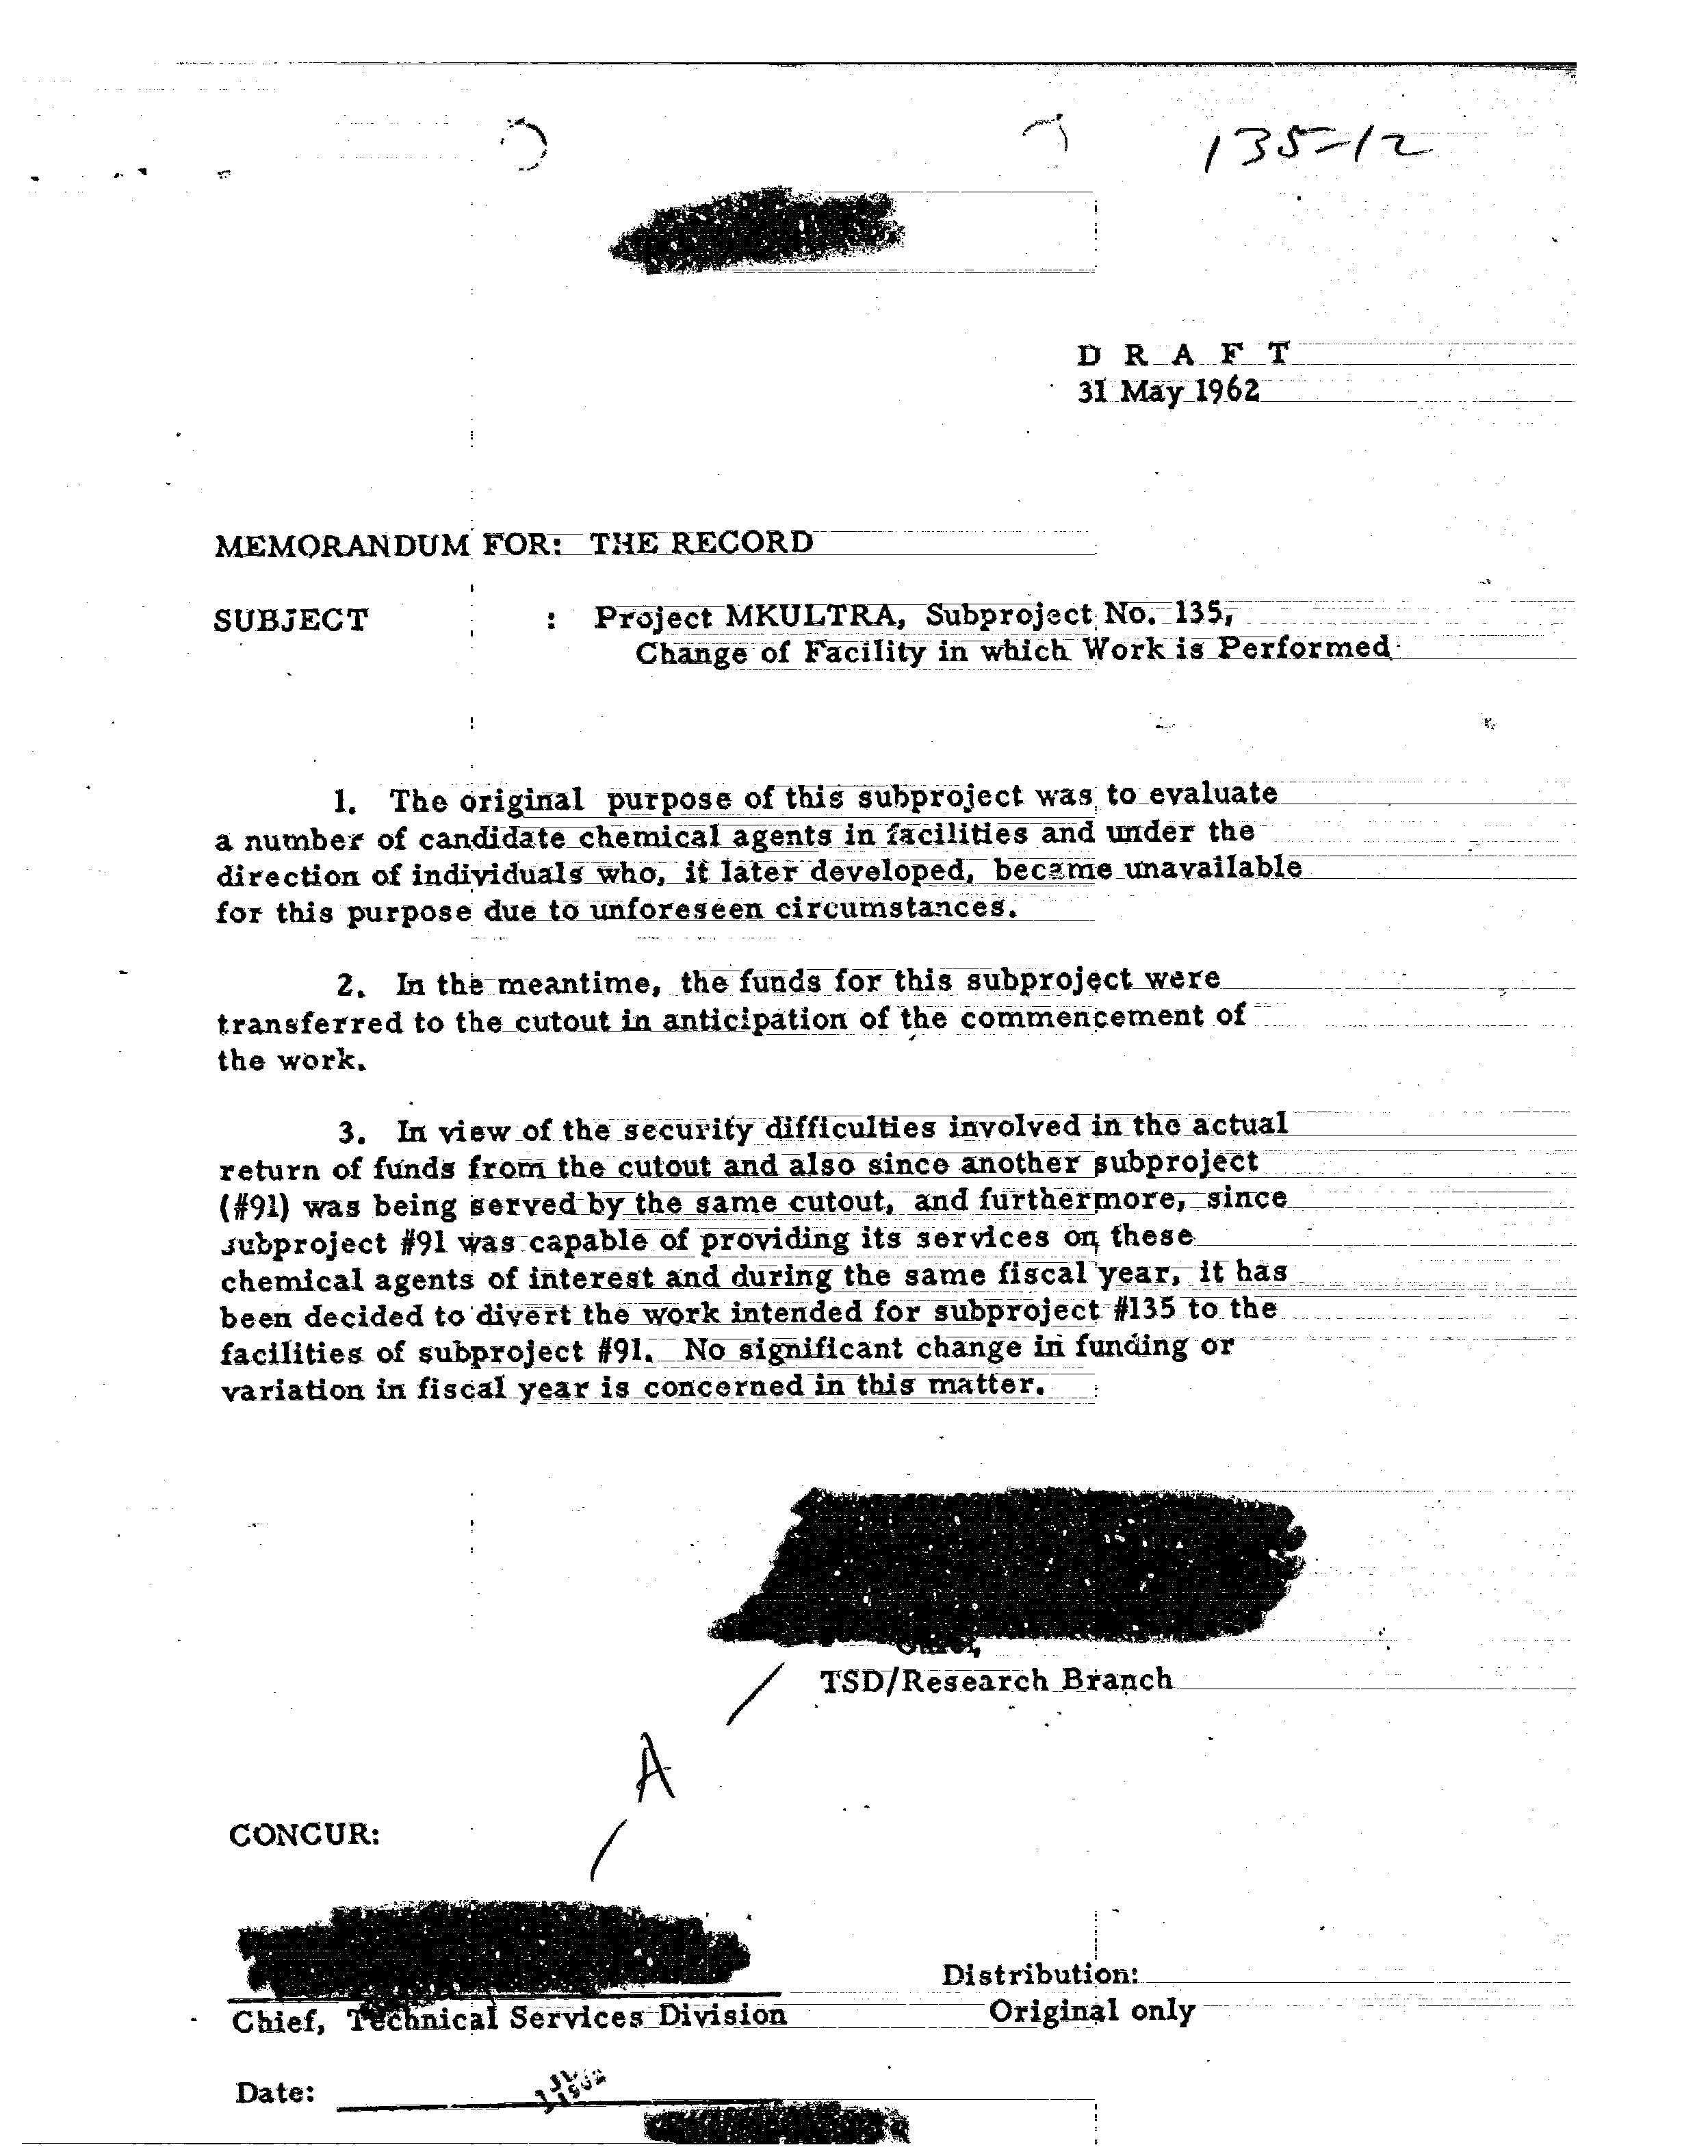 135-12
D R A F T
31 May 1962
MEMORANDUM FOR: THE RECORD
SUBJECT : Project MKULTRA, Subproject No. 135,
Change of Facility in which Work is Performed
1. The original purpose of this subproject was to evaluate
a number of candidate chemical agents in facilities and under the
direction of individuals who, it later developed, became unavailable
for this purpose due to unforeseen circumstances.
2. In the meantime, the funds for this subproject were
transferred to the cutout in anticipation of the commencement of
the work.
3. In view of the security difficulties involved in the actual
return of funds from the cutout and also since another subproject
(#91) was being served by the same cutout, and furthermore, since
subproject #91 was capable of providing its services on these
chemical agents of interest and during the same fiscal year, it has
been decided to divert the work intended for subproject #135 to the
facilities of subproject #91. No significant change in funding or
variation in fiscal year is concerned in this matter.
TSD/Research Branch
A
CONCUR:
Distribution:
Chief, Technical Services Division
Original only
Date: 1962